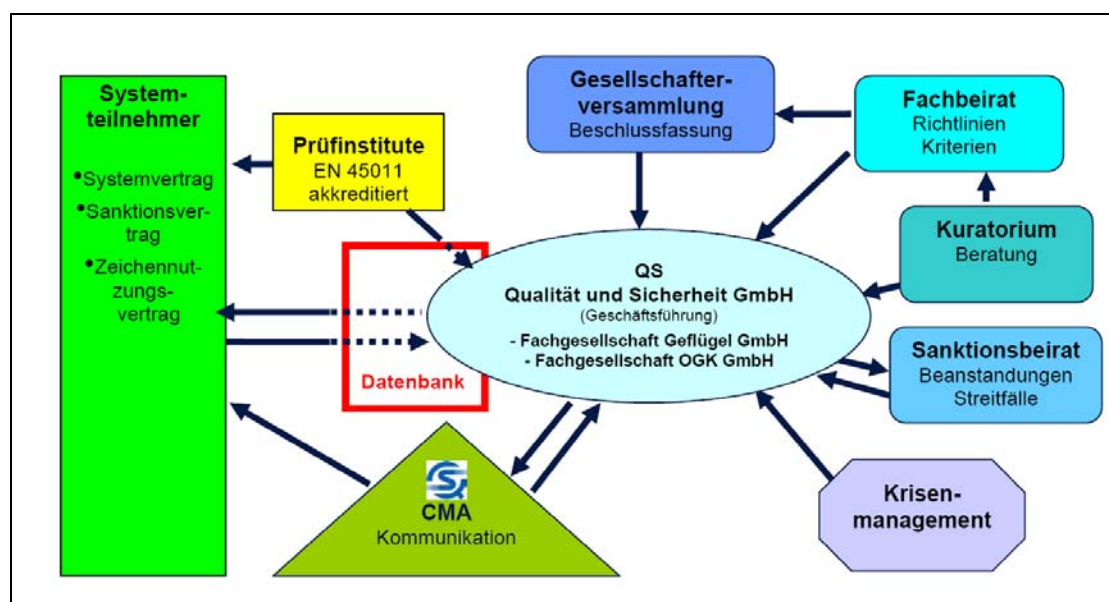 System-
teilnehmer
•Systemvertrag
•Sanktionsver-
trag
•Zeichennut-
zungs-
vertrag
Prüfinstitute
EN 45011
akkreditiert
Gesellschafter-
versammlung
Beschlussfassung
Fachbeirat
Richtlinien
Kriterien
Kuratorium
Beratung
QS
Qualität und Sicherheit GmbH
(Geschäftsführung)
- Fachgesellschaft Geflügel GmbH
- Fachgesellschaft OGK GmbH
Datenbank
Sanktionsbeirat
Beanstandungen
Streitfälle
CMA
Kommunikation
Krisen-
management